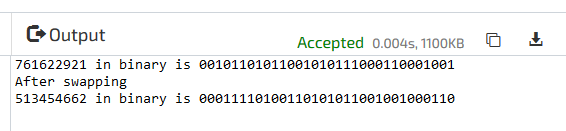 Output
Accepted 0.004s, 1100KB
761622921 in binary is 00101101011001010111000110001001
After swapping
513454662 in binary is 00011110100110101011001001000110